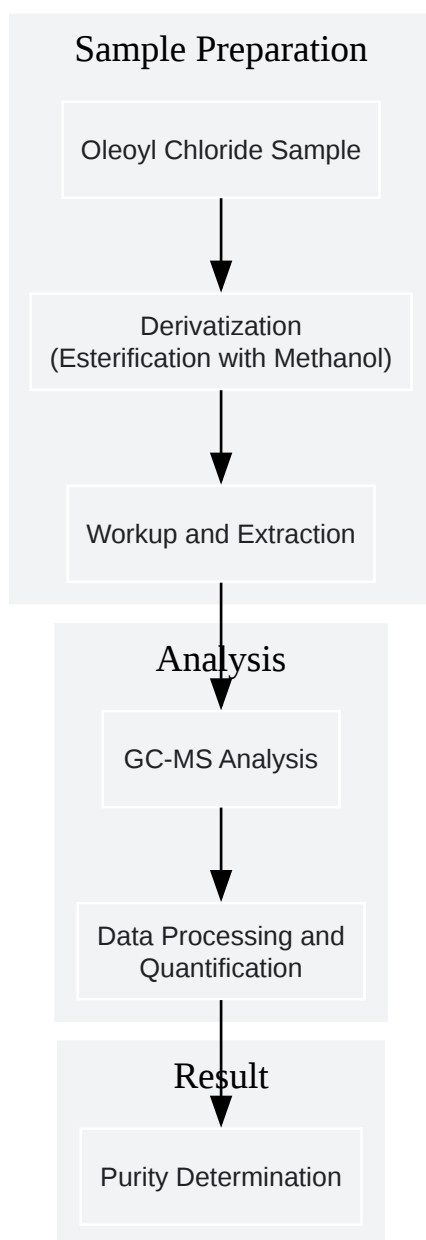 Sample Preparation
Oleoyl Chloride Sample
Derivatization
(Esterification with Methanol)
Workup and Extraction
Analysis
GC-MS Analysis
Data Processing and
Quantification
Result
Purity Determination